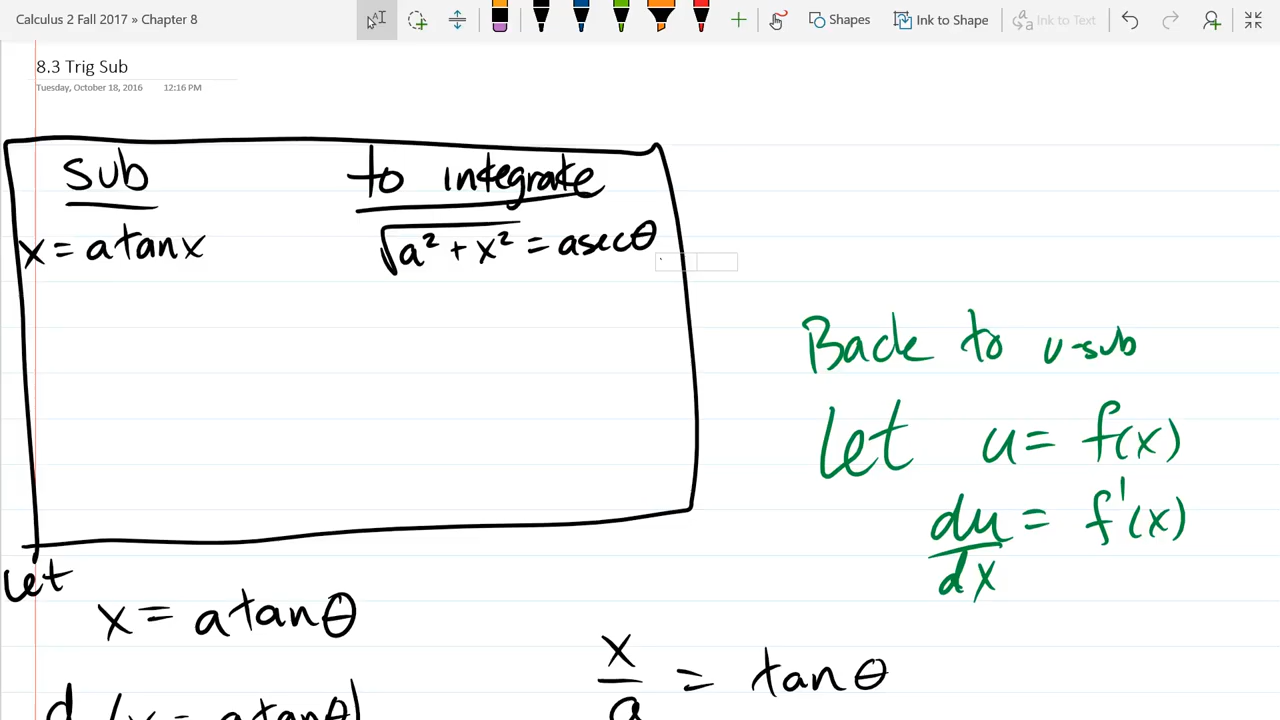 Calculus 2 Fall 2017 » Chapter 8
Shapes
Ink to Shape
Ink to Text
8.3 Trig Sub
Tuesday, October 18, 2016 12:16 PM
sub to integrate
x = a tan x √a² + x² = a sec θ
Back to u-sub
Let u = f(x)
du/dx = f'(x)
Let
x = a tan θ
x/a = tan θ
d (x = a tan θ)